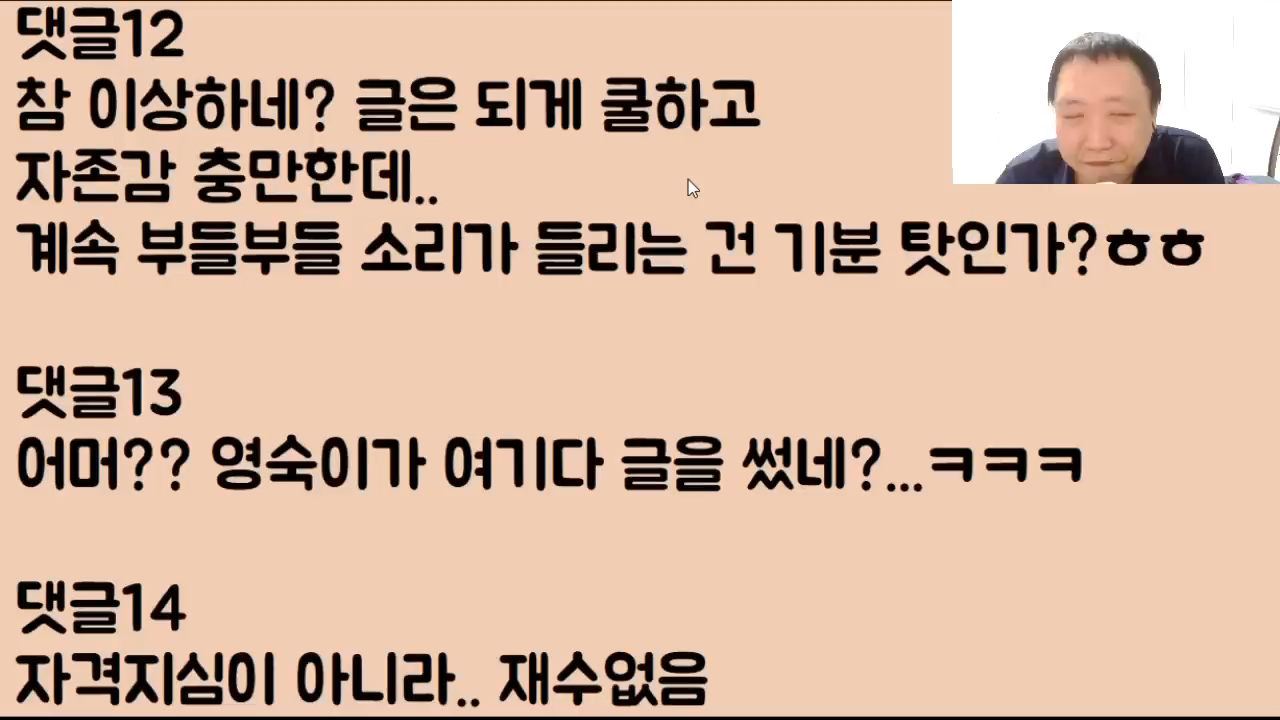 댓글12
참 이상하네? 글은 되게 쿨하고
자존감 충만한데..
계속 부들부들 소리가 들리는 건 기분 탓인가?ㅎㅎ
댓글13
어머?? 영숙이가 여기다 글을 썼네?...ㅋㅋㅋ
댓글14
자격지심이 아니라.. 재수없음